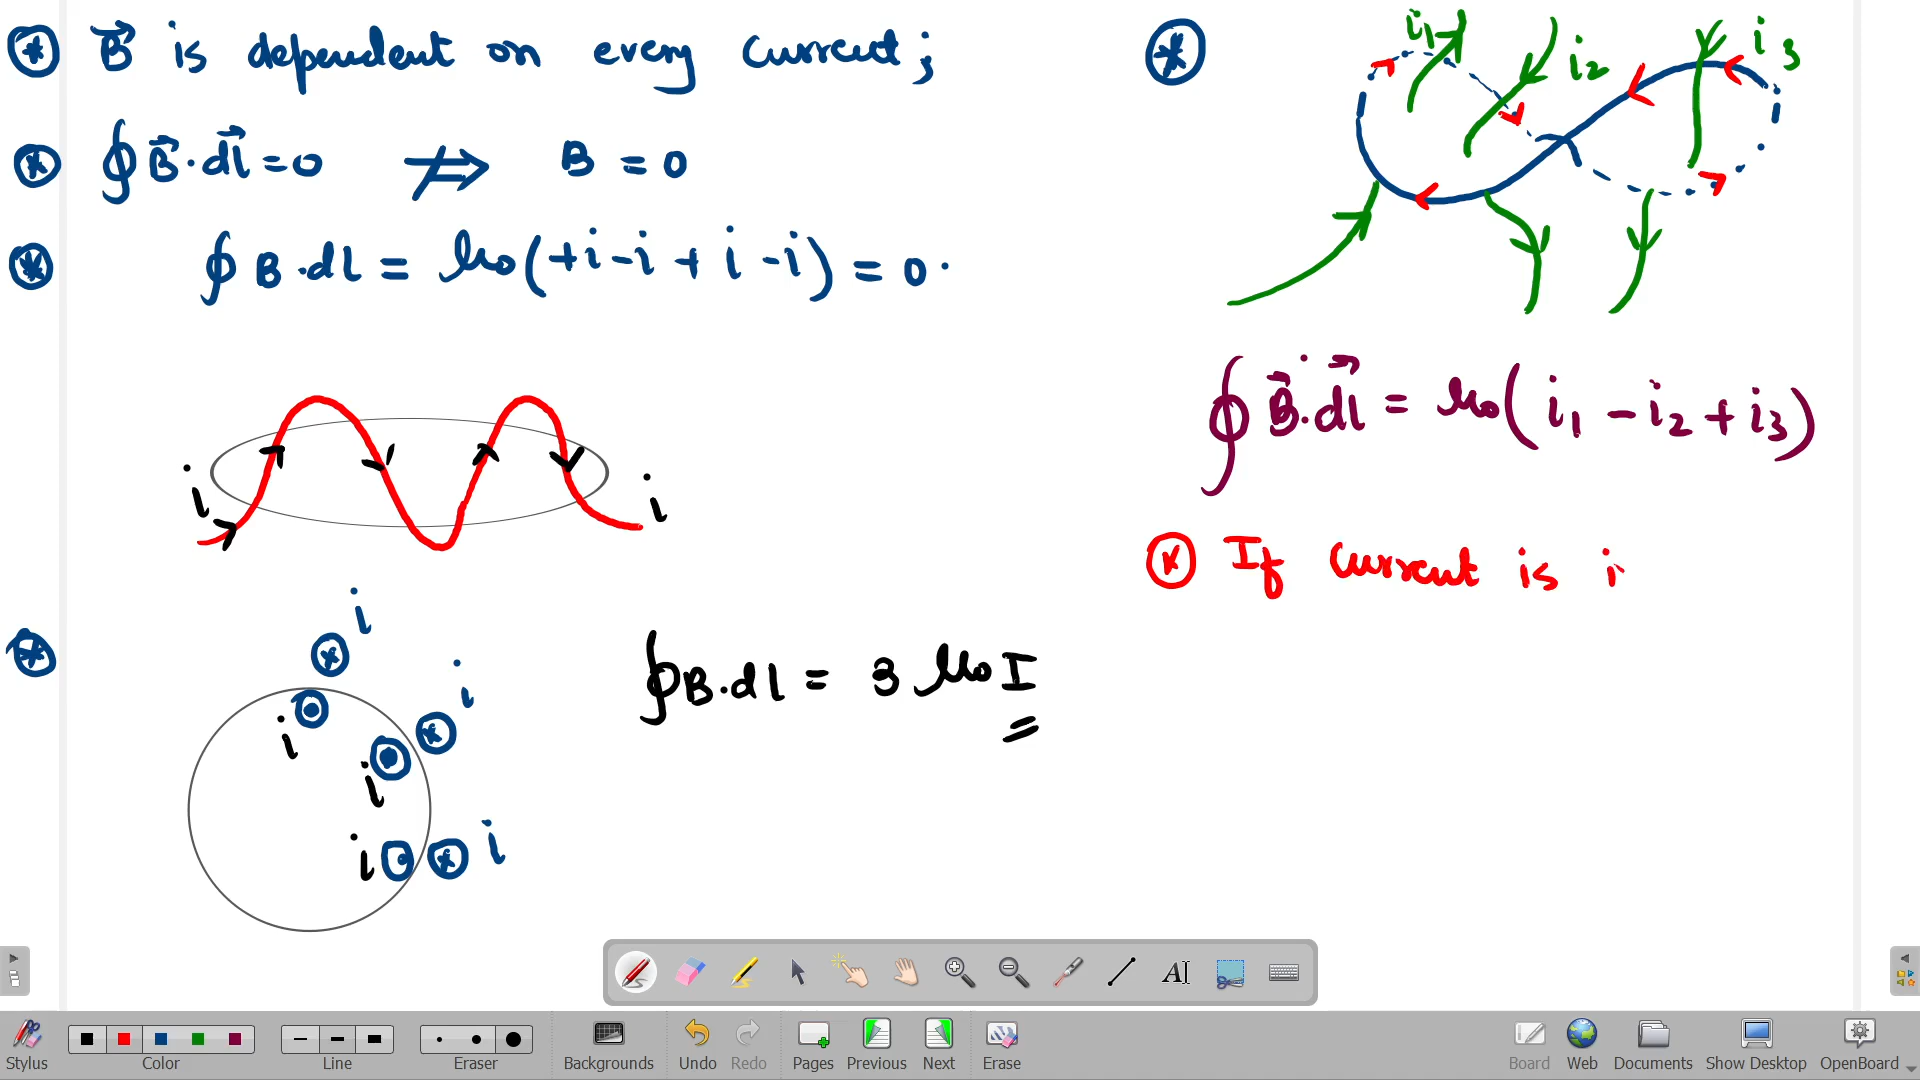 ⊛ B⃗ is dependent on every current;
⊛ ∮ B⃗ · dl⃗ = 0 ⇏ B = 0
⊛ ∮ B · dl = μ₀ (+i - i + i - i) = 0 ·
i
i
⊛
i
i
i
i
i
i
∮ B · dl = 3 μ₀ I
⊛
i₁
i₂
i₃
∮ B⃗ · dl⃗ = μ₀ (i₁ - i₂ + i₃)
⊛ If current is i
Stylus
Color
Line
Eraser
Backgrounds
Undo
Redo
Pages
Previous
Next
Erase
Board
Web
Documents
Show Desktop
OpenBoard